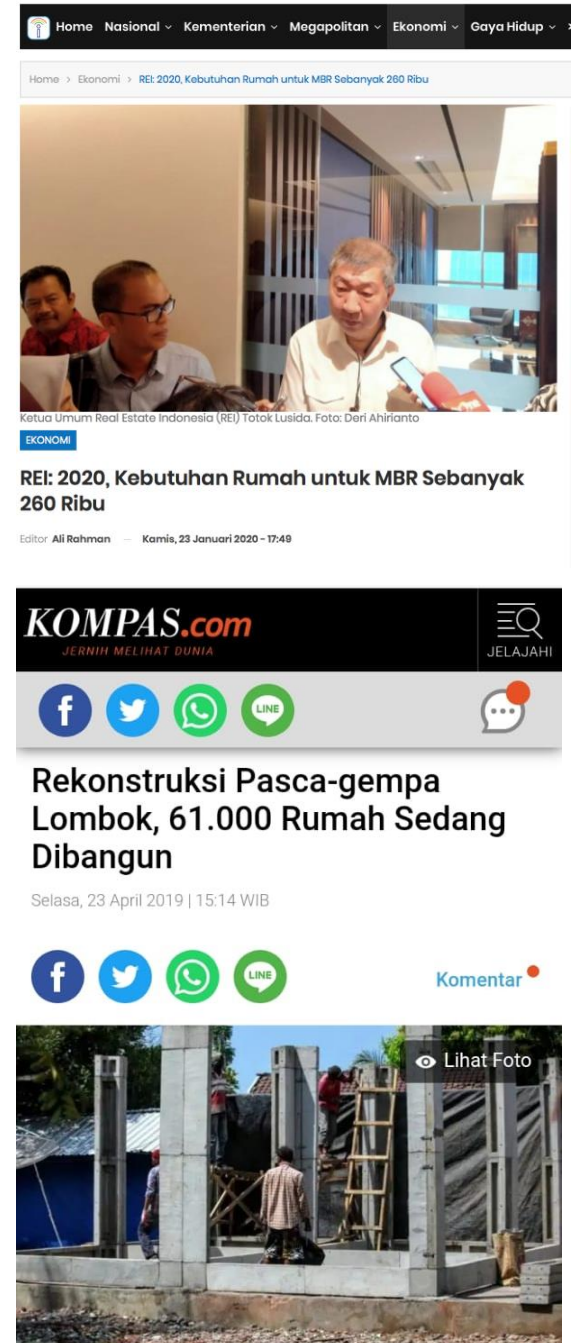 Home Nasional Kementerian Megapolitan Ekonomi Gaya Hidup
Home > Ekonomi > REI: 2020, Kebutuhan Rumah untuk MBR Sebanyak 260 Ribu
Ketua Umum Real Estate Indonesia (REI) Totok Lusida. Foto: Deri Ahirianto
EKONOMI
REI: 2020, Kebutuhan Rumah untuk MBR Sebanyak
260 Ribu
Editor Ali Rahman — Kamis, 23 Januari 2020 - 17:49
KOMPAS.com
JERNIH MELIHAT DUNIA
JELAJAHI
LINE
Rekonstruksi Pasca-gempa
Lombok, 61.000 Rumah Sedang
Dibangun
Selasa, 23 April 2019 | 15:14 WIB
LINE
Komentar
Lihat Foto